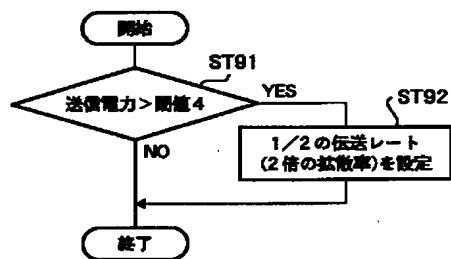 開始
ST91
送信電力>閾値4
YES
ST92
1/2の伝送レート
(2倍の拡散率)を設定
NO
終了